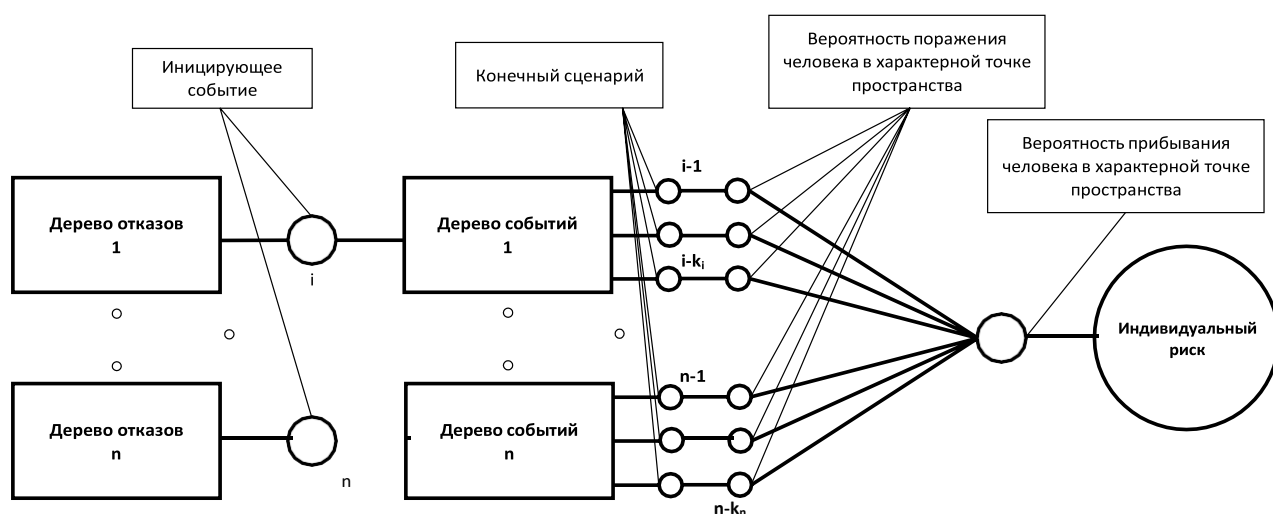 Иницирующее
событие
Конечный сценарий
Вероятность поражения
человека в характерной точке
пространства
Вероятность прибывания
человека в характерной точке
пространства
Дерево отказов
1
i
Дерево событий
1
i-1
i-kᵢ
Индивидуальный
риск
Дерево отказов
n
n
Дерево событий
n
n-1
n-kₙ